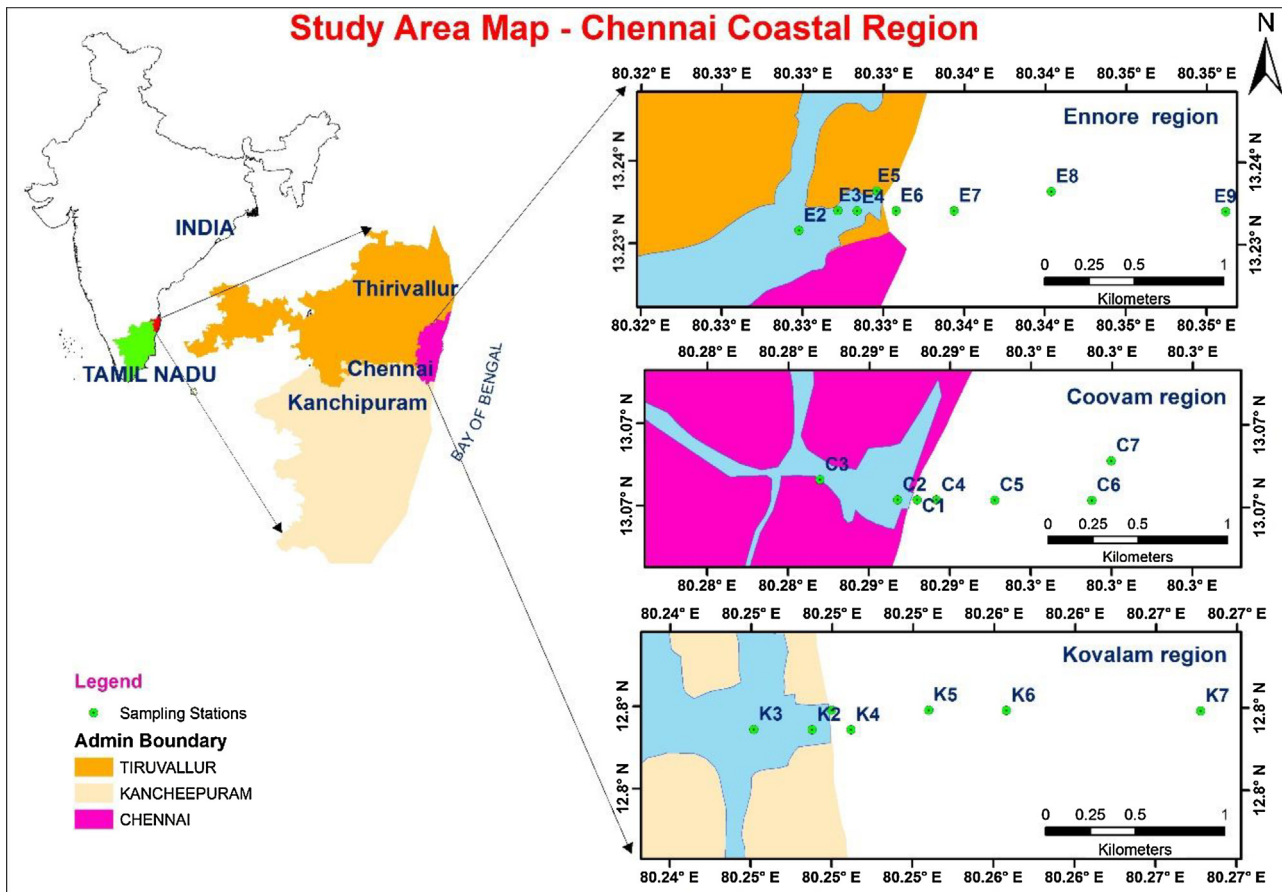 Study Area Map - Chennai Coastal Region
N
INDIA
TAMIL NADU
Thirivallur
Chennai
Kanchipuram
BAY OF BENGAL
Legend
Sampling Stations
Admin Boundary
TIRUVALLUR
KANCHEEPURAM
CHENNAI
80.32° E 80.33° E 80.33° E 80.33° E 80.34° E 80.34° E 80.35° E 80.35° E
Ennore region
13.24° N 13.24° N
E5 E8
E3 E4 E6 E7 E9
E2
13.23° N 13.23° N
0 0.25 0.5 1
Kilometers
80.32° E 80.33° E 80.33° E 80.33° E 80.34° E 80.34° E 80.35° E
80.28° E 80.28° E 80.29° E 80.29° E 80.3° E 80.3° E 80.3° E
Coovam region
13.07° N 13.07° N
C7
C3
C2 C4 C5 C6
C1
13.07° N 13.07° N
0 0.25 0.5 1
Kilometers
80.28° E 80.28° E 80.29° E 80.29° E 80.3° E 80.3° E 80.3° E
80.24° E 80.25° E 80.25° E 80.25° E 80.26° E 80.26° E 80.27° E 80.27° E
Kovalam region
12.8° N 12.8° N
K5 K6 K7
K3 K2 K4
12.8° N 12.8° N
0 0.25 0.5 1
Kilometers
80.24° E 80.25° E 80.25° E 80.25° E 80.26° E 80.26° E 80.27° E 80.27° E